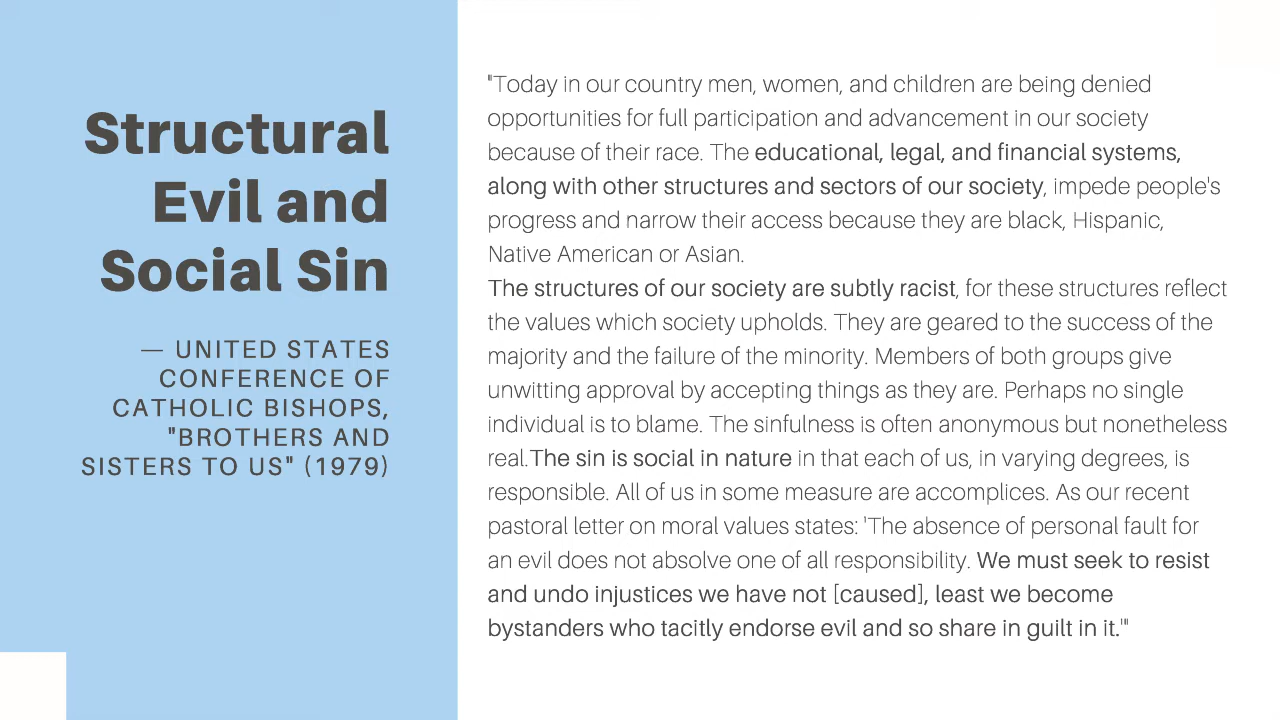 Structural
Evil and
Social Sin
— UNITED STATES
CONFERENCE OF
CATHOLIC BISHOPS,
"BROTHERS AND
SISTERS TO US" (1979)
"Today in our country men, women, and children are being denied
opportunities for full participation and advancement in our society
because of their race. The educational, legal, and financial systems,
along with other structures and sectors of our society, impede people's
progress and narrow their access because they are black, Hispanic,
Native American or Asian.
The structures of our society are subtly racist, for these structures reflect
the values which society upholds. They are geared to the success of the
majority and the failure of the minority. Members of both groups give
unwitting approval by accepting things as they are. Perhaps no single
individual is to blame. The sinfulness is often anonymous but nonetheless
real.The sin is social in nature in that each of us, in varying degrees, is
responsible. All of us in some measure are accomplices. As our recent
pastoral letter on moral values states: 'The absence of personal fault for
an evil does not absolve one of all responsibility. We must seek to resist
and undo injustices we have not [caused], least we become
bystanders who tacitly endorse evil and so share in guilt in it.'"